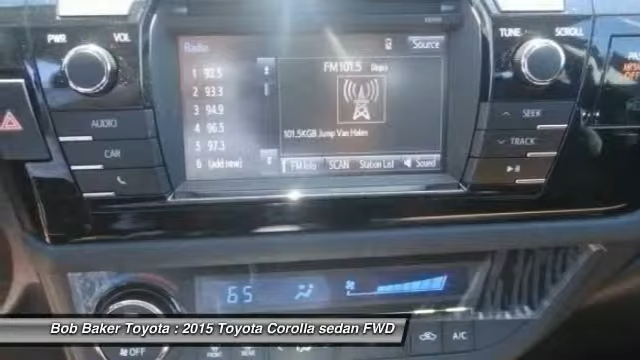 PWR VOL
TUNE SCROLL
Radio
Source
FM101.5
1 92.5
2 93.3
3 94.9
4 96.5
5 97.3
6 (add new)
101.5KGB Jump Van Halen
FM Info SCAN Station List Sound
AUDIO
CAR
SEEK
TRACK
65
Bob Baker Toyota : 2015 Toyota Corolla sedan FWD
OFF
A/C